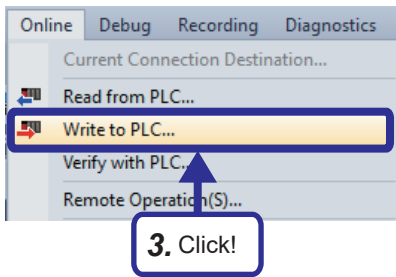 Online Debug Recording Diagnostics
Current Connection Destination...
Read from PLC...
Write to PLC...
Verify with PLC...
Remote Operation(S)...
3. Click!